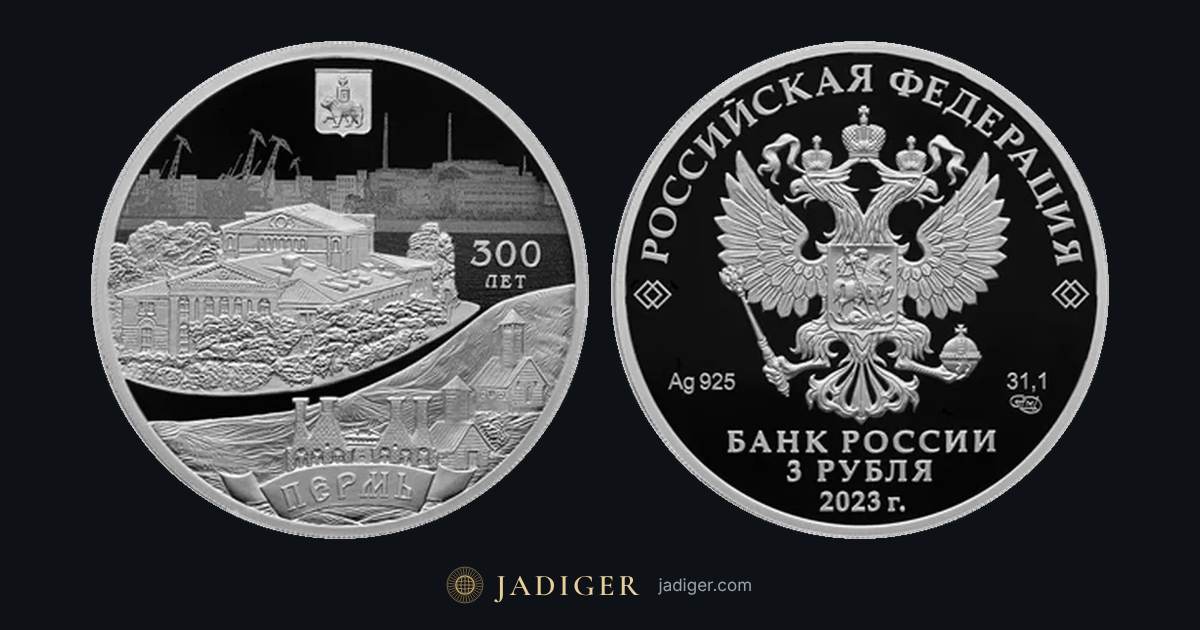 300
ЛЕТ
ПЕРМЬ
РОССИЙСКАЯ ФЕДЕРАЦИЯ
Ag 925
31,1
БАНК РОССИИ
3 РУБЛЯ
2023 г.
JADIGER
jadiger.com